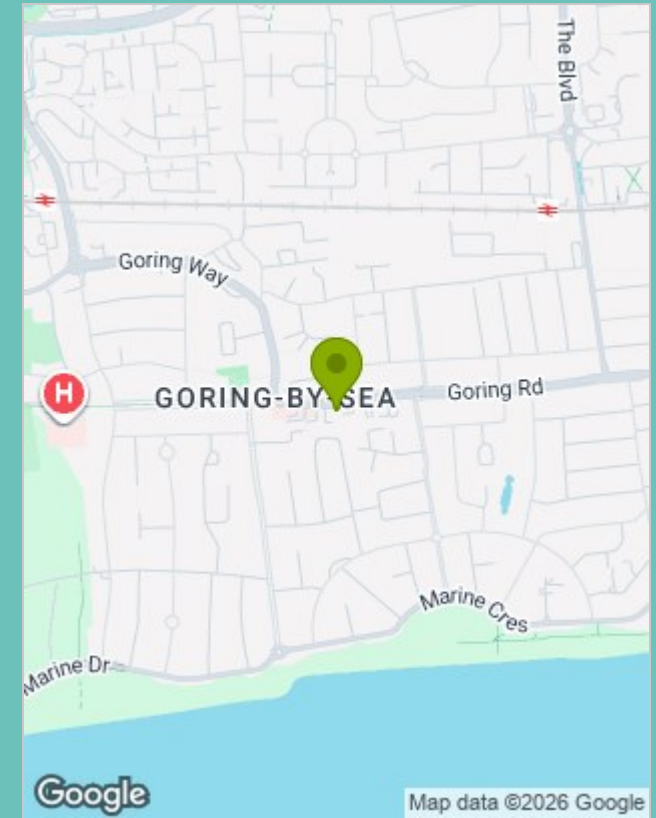 The Blvd
Goring Way
H
GORING-BY-SEA
Goring Rd
Marine Cres
Marine Dr
Google
Map data ©2026 Google